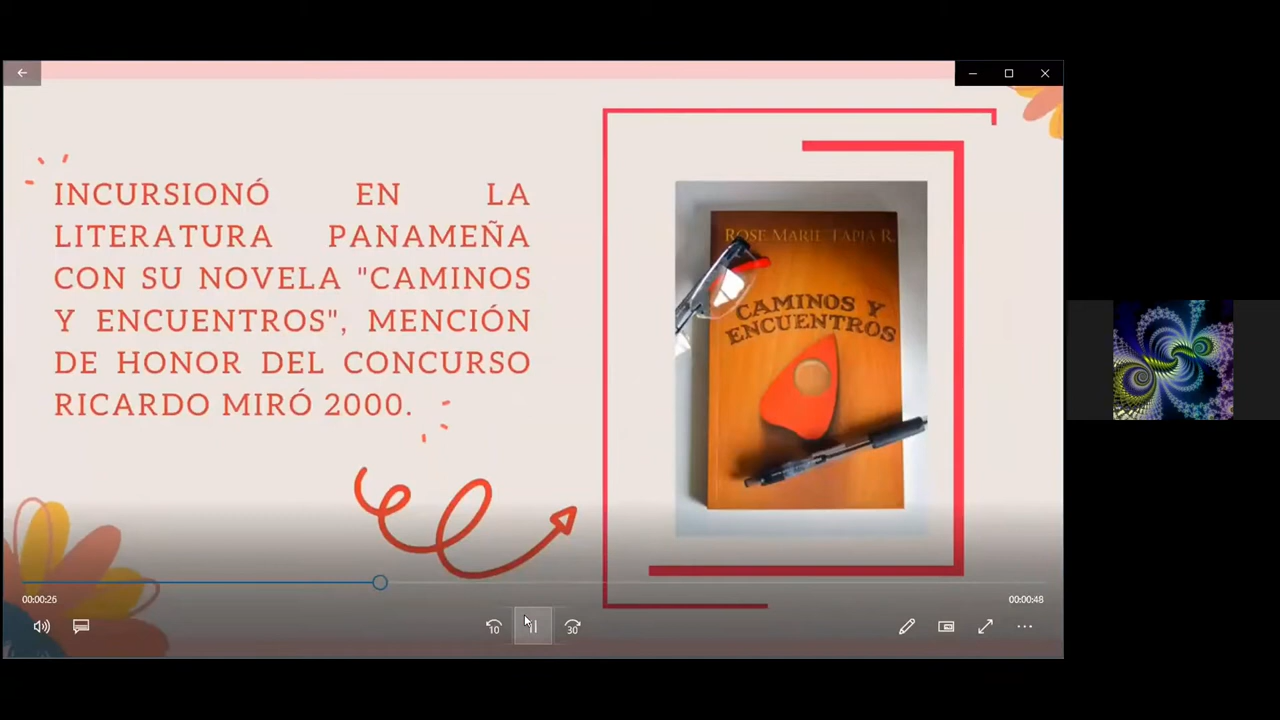 INCURSIONÓ EN LA
LITERATURA PANAMEÑA
CON SU NOVELA "CAMINOS
Y ENCUENTROS", MENCIÓN
DE HONOR DEL CONCURSO
RICARDO MIRÓ 2000.
ROSE MARIE TAPIA R.
CAMINOS Y
ENCUENTROS
00:00:26
00:00:48
10
30